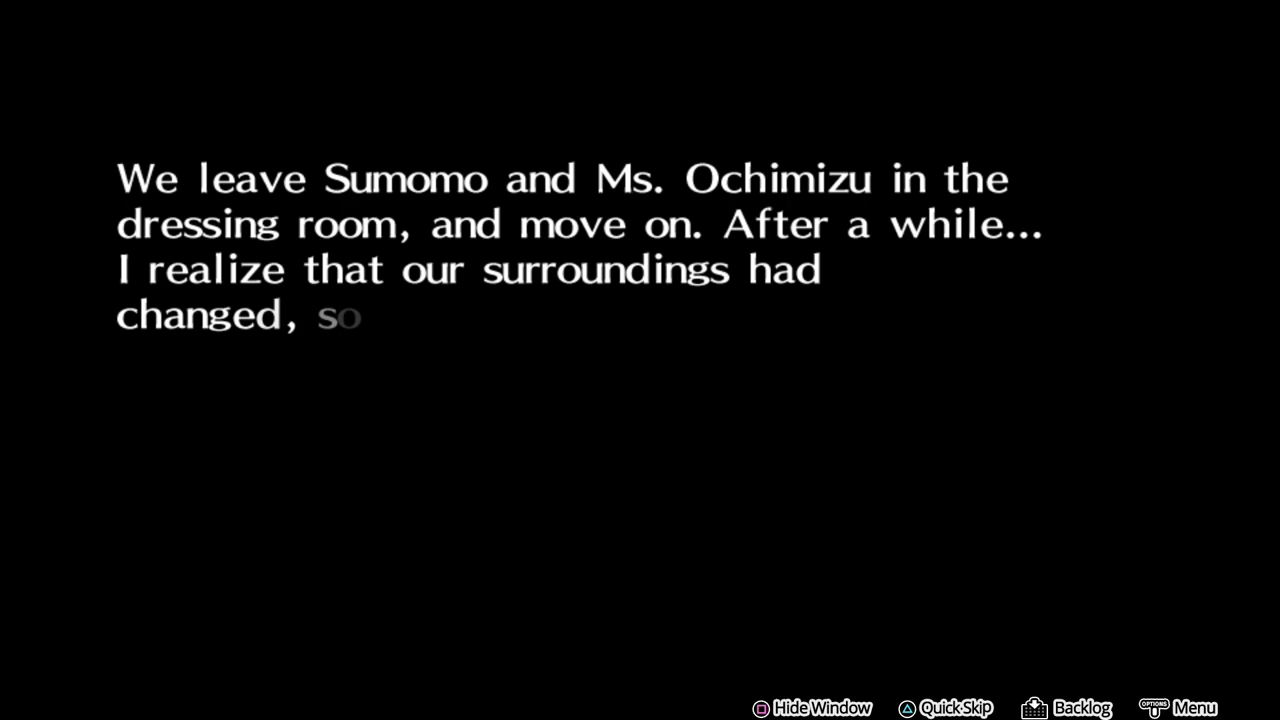 We leave Sumomo and Ms. Ochimizu in the
dressing room, and move on. After a while...
I realize that our surroundings had
changed, so
Hide Window Quick Skip Backlog OPTIONS Menu